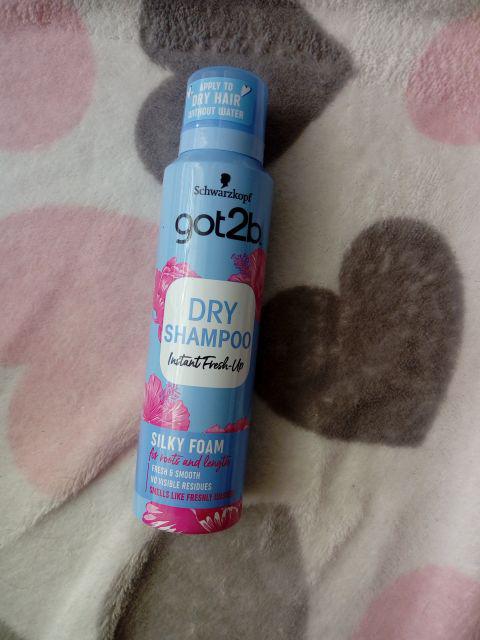 APPLY TO
DRY HAIR
WITHOUT WATER
Schwarzkopf
got2b
DRY
SHAMPOO
Instant Fresh-Up
SILKY FOAM
for roots and lengths
FRESH & SMOOTH
NO VISIBLE RESIDUES
SMELLS LIKE FRESHLY